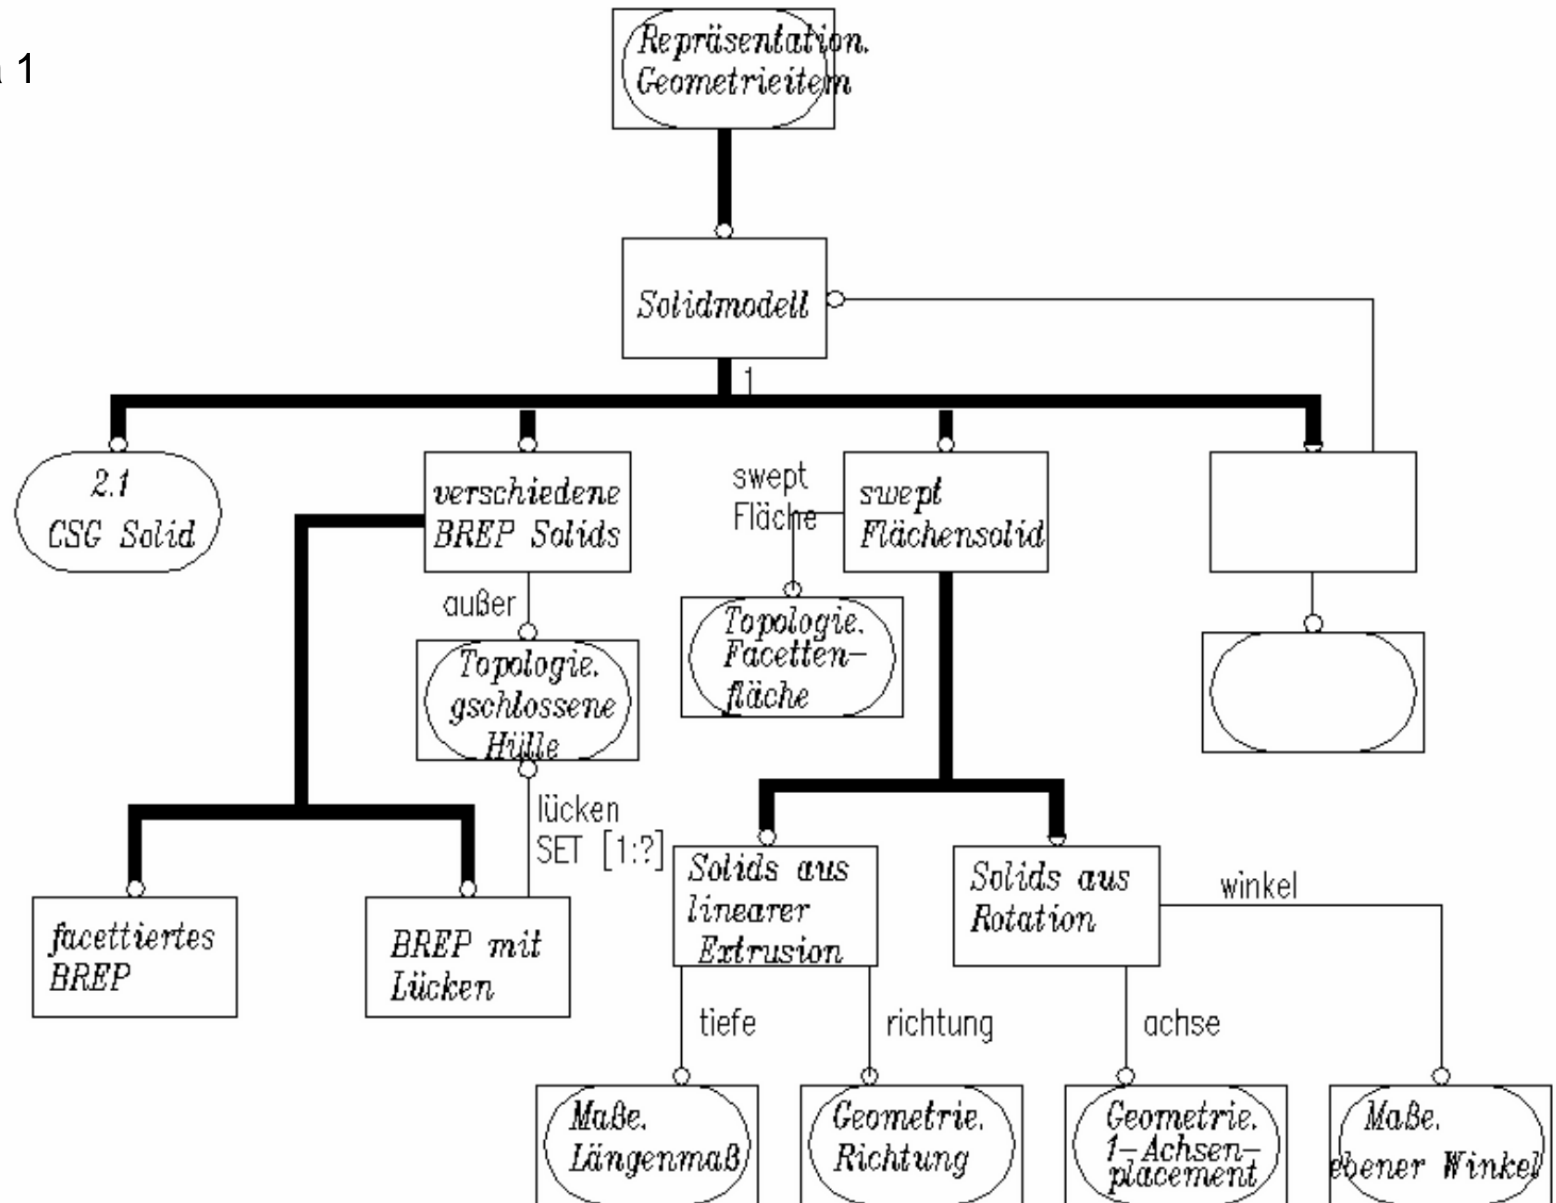 1
Repräsentation.
Geometrieitem
Solidmodell
1
2.1
CSG Solid
verschiedene
BREP Solids
swept
Fläche
swept
Flächensolid
außer
Topologie.
gschlossene
Hülle
Topologie.
Facetten-
fläche
lücken
SET [1:?]
facettiertes
BREP
BREP mit
Lücken
Solids aus
linearer
Extrusion
Solids aus
Rotation
winkel
tiefe
richtung
achse
Maße.
Längenmaß
Geometrie.
Richtung
Geometrie.
1-Achsen-
placement
Maße.
ebener Winkel